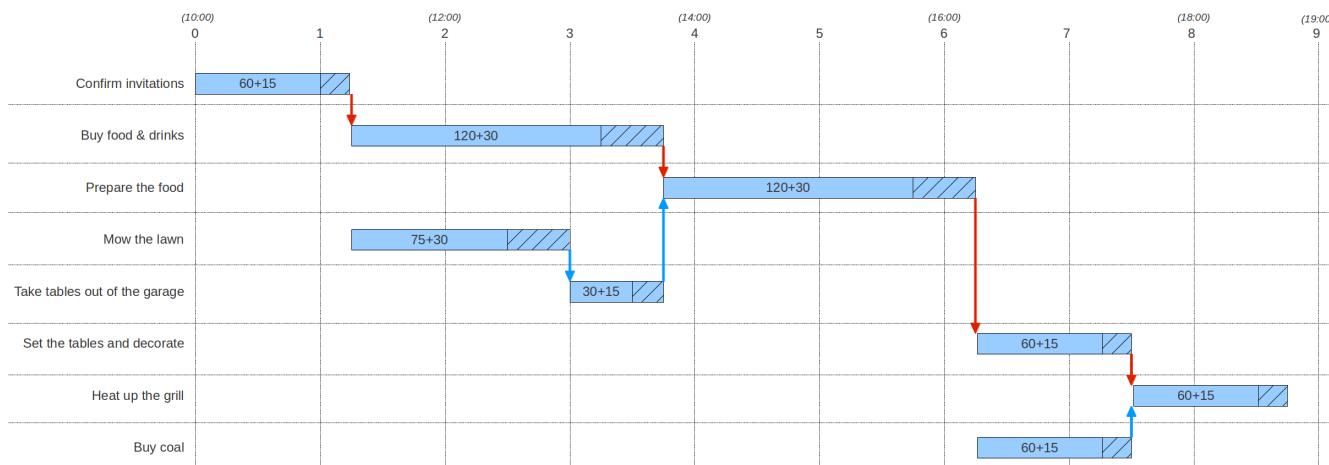 (10:00) (12:00) (14:00) (16:00) (18:00) (19:00)
0 1 2 3 4 5 6 7 8 9
Confirm invitations 60+15
Buy food & drinks 120+30
Prepare the food 120+30
Mow the lawn 75+30
Take tables out of the garage 30+15
Set the tables and decorate 60+15
Heat up the grill 60+15
Buy coal 60+15